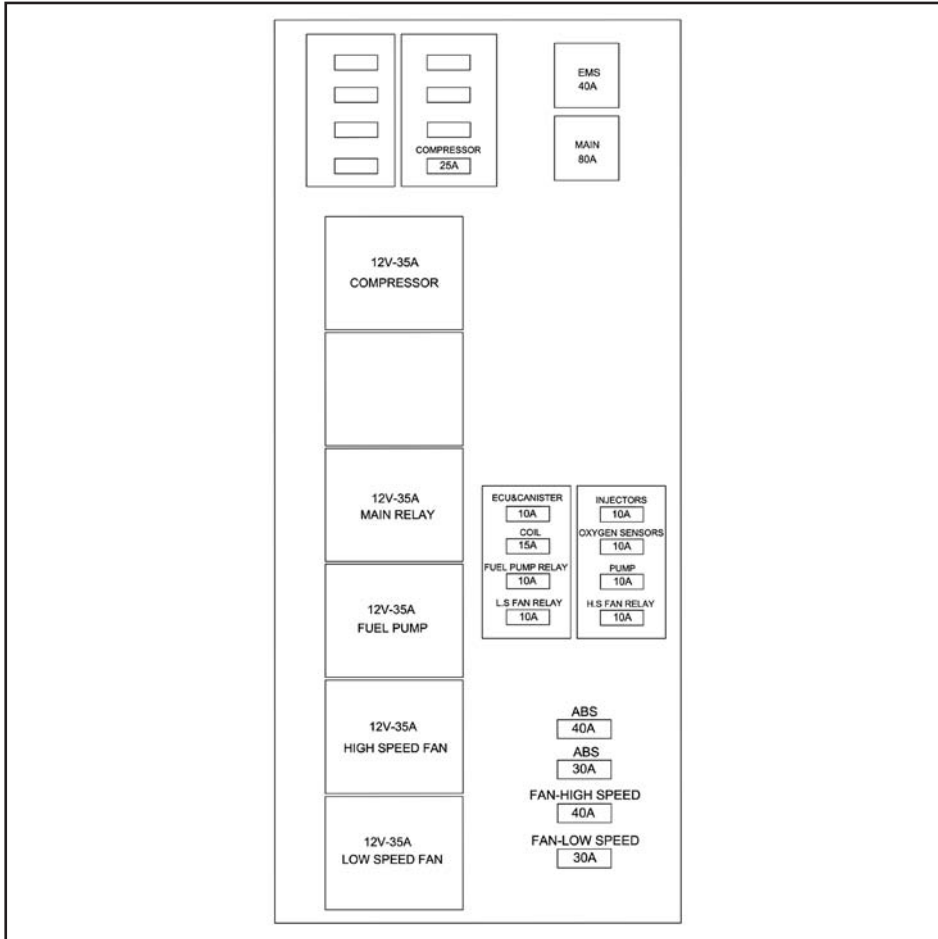 EMS
40A
MAIN
80A
COMPRESSOR
25A
12V-35A
COMPRESSOR
12V-35A
MAIN RELAY
12V-35A
FUEL PUMP
12V-35A
HIGH SPEED FAN
12V-35A
LOW SPEED FAN
ECU&CANISTER
10A
COIL
15A
FUEL PUMP RELAY
10A
L.S FAN RELAY
10A
INJECTORS
10A
OXYGEN SENSORS
10A
PUMP
10A
H.S FAN RELAY
10A
ABS
40A
ABS
30A
FAN-HIGH SPEED
40A
FAN-LOW SPEED
30A